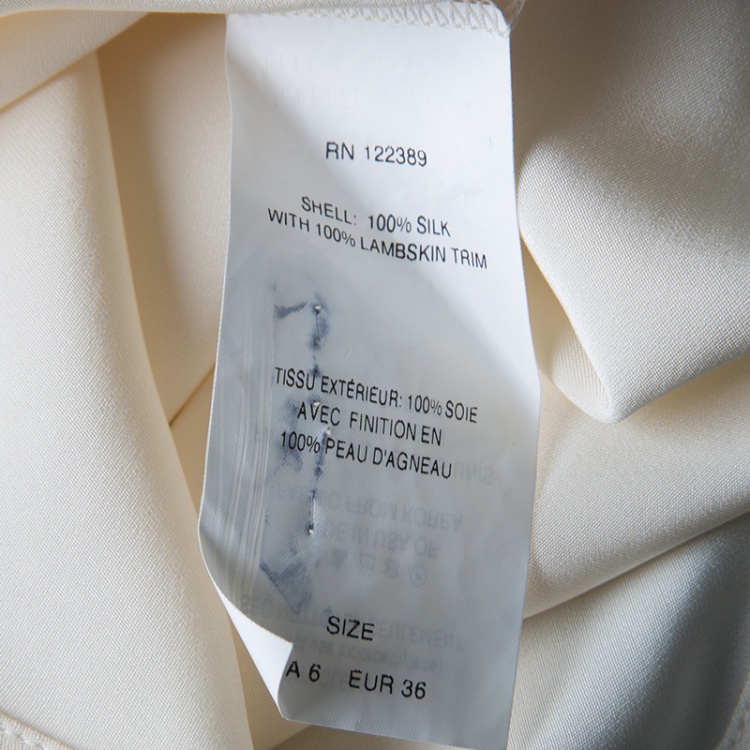 RN 122389
SHELL: 100% SILK
WITH 100% LAMBSKIN TRIM
TISSU EXTÉRIEUR: 100% SOIE
AVEC FINITION EN
100% PEAU D'AGNEAU
SIZE
A 6 EUR 36